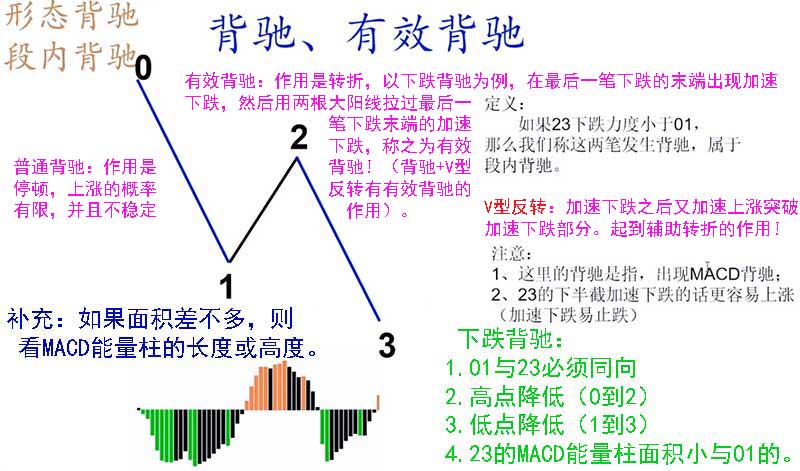 形态背驰
段内背驰
背驰、有效背驰
0
有效背驰：作用是转折，以下跌背驰为例，在最后一笔下跌的末端出现加速
下跌，然后用两根大阳线拉过最后一
笔下跌末端的加速
下跌，称之为有效
背驰！（背驰+V型
反转有有效背驰的
作用）。
定义：
如果23下跌力度小于01，
那么我们称这两笔发生背驰，属于
段内背驰。
2
普通背驰：作用是
停顿，上涨的概率
有限，并且不稳定
V型反转：加速下跌之后又加速上涨突破
加速下跌部分。起到辅助转折的作用！
注意：
1、这里的背驰是指，出现MACD背驰；
2、23的下半截加速下跌的话更容易上涨
（加速下跌易止跌）
1
补充：如果面积差不多，则
看MACD能量柱的长度或高度。
3
下跌背驰：
1.01与23必须同向
2.高点降低（0到2）
3.低点降低（1到3）
4.23的MACD能量柱面积小与01的。